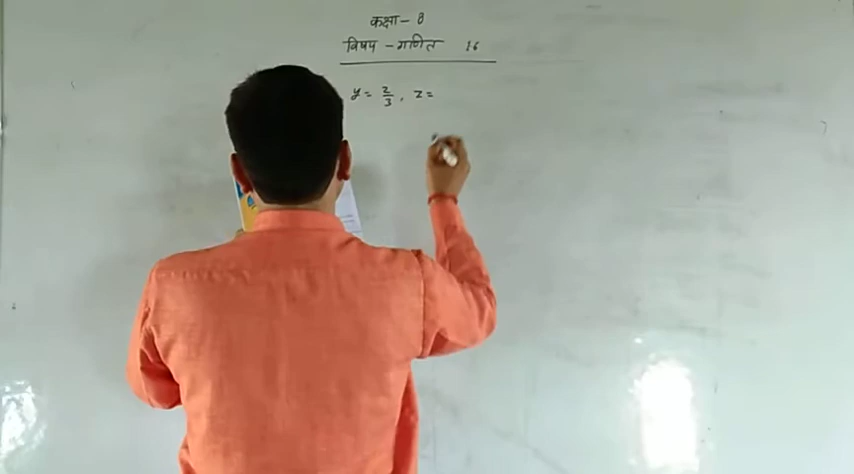 कक्षा - 8
विषय - गणित 16
y = 2/3, z =